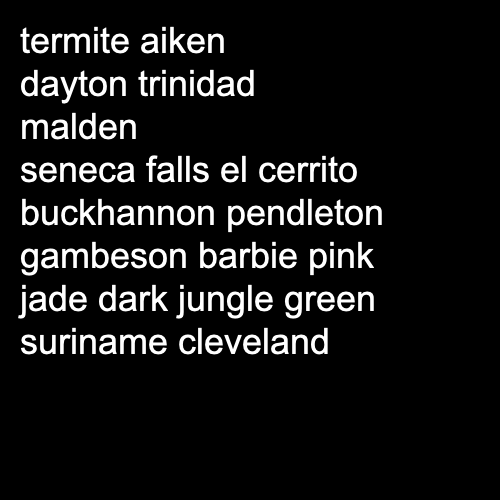 termite aiken
dayton trinidad
malden
seneca falls el cerrito
buckhannon pendleton
gambeson barbie pink
jade dark jungle green
suriname cleveland